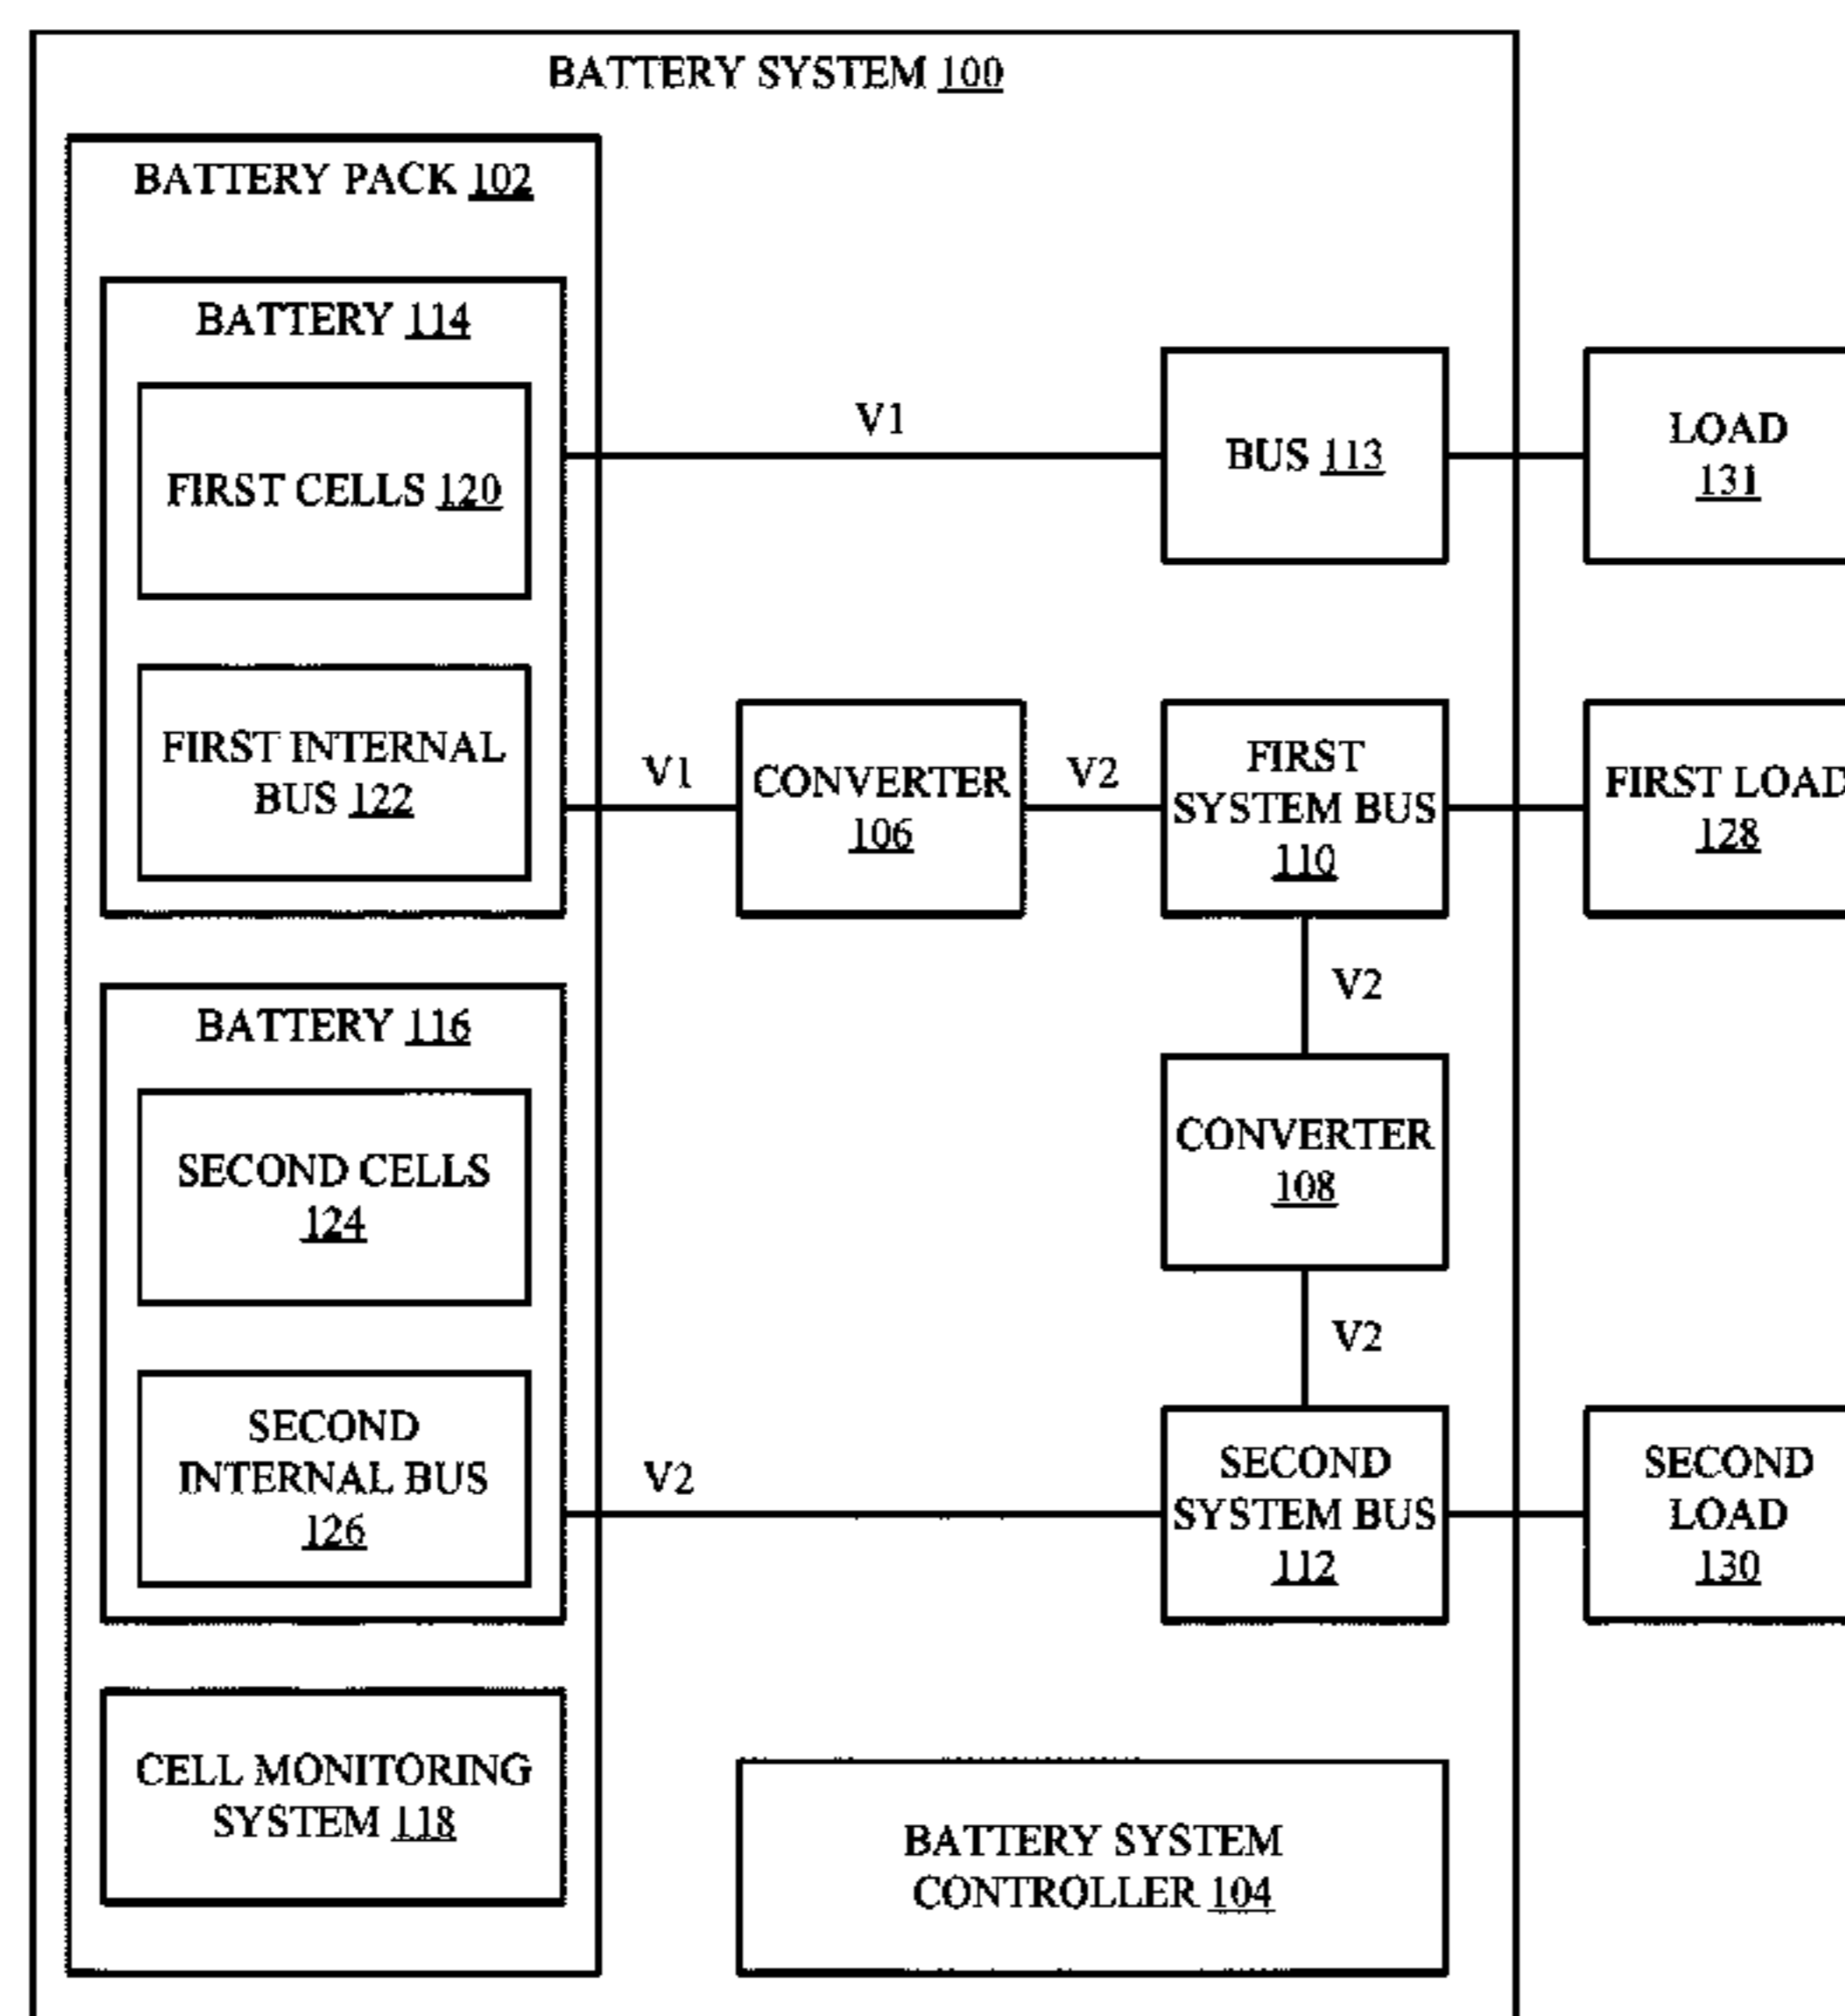 BATTERY SYSTEM 100
BATTERY PACK 102
BATTERY 114
FIRST CELLS 120
FIRST INTERNAL
BUS 122
V1
BUS 113
LOAD
131
V1
CONVERTER
106
V2
FIRST
SYSTEM BUS
110
FIRST LOAD
128
V2
BATTERY 116
SECOND CELLS
124
SECOND
INTERNAL BUS
126
CONVERTER
108
V2
V2
SECOND
SYSTEM BUS
112
SECOND
LOAD
130
CELL MONITORING
SYSTEM 118
BATTERY SYSTEM
CONTROLLER 104